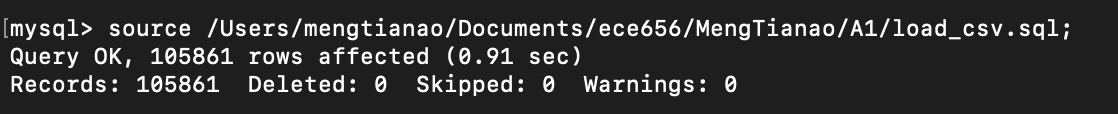 [mysql> source /Users/mengtianao/Documents/ece656/MengTianao/A1/load_csv.sql;
Query OK, 105861 rows affected (0.91 sec)
Records: 105861  Deleted: 0  Skipped: 0  Warnings: 0